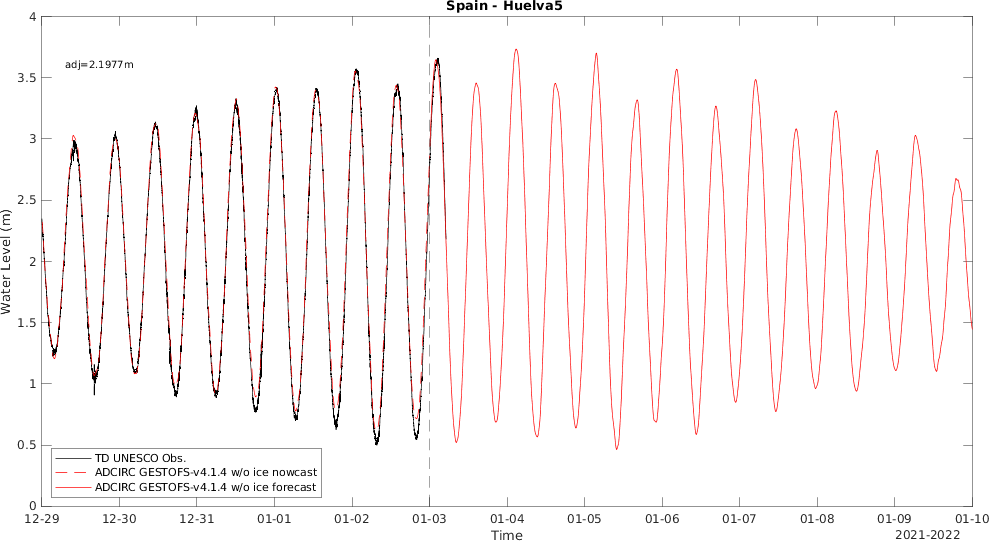 Spain - Huelva5
adj=2.1977m
Water Level (m)
4
3.5
3
2.5
2
1.5
1
0.5
0
TD UNESCO Obs.
ADCIRC GESTOFS-v4.1.4 w/o ice nowcast
ADCIRC GESTOFS-v4.1.4 w/o ice forecast
12-29 12-30 12-31 01-01 01-02 01-03 01-04 01-05 01-06 01-07 01-08 01-09 01-10
Time
2021-2022